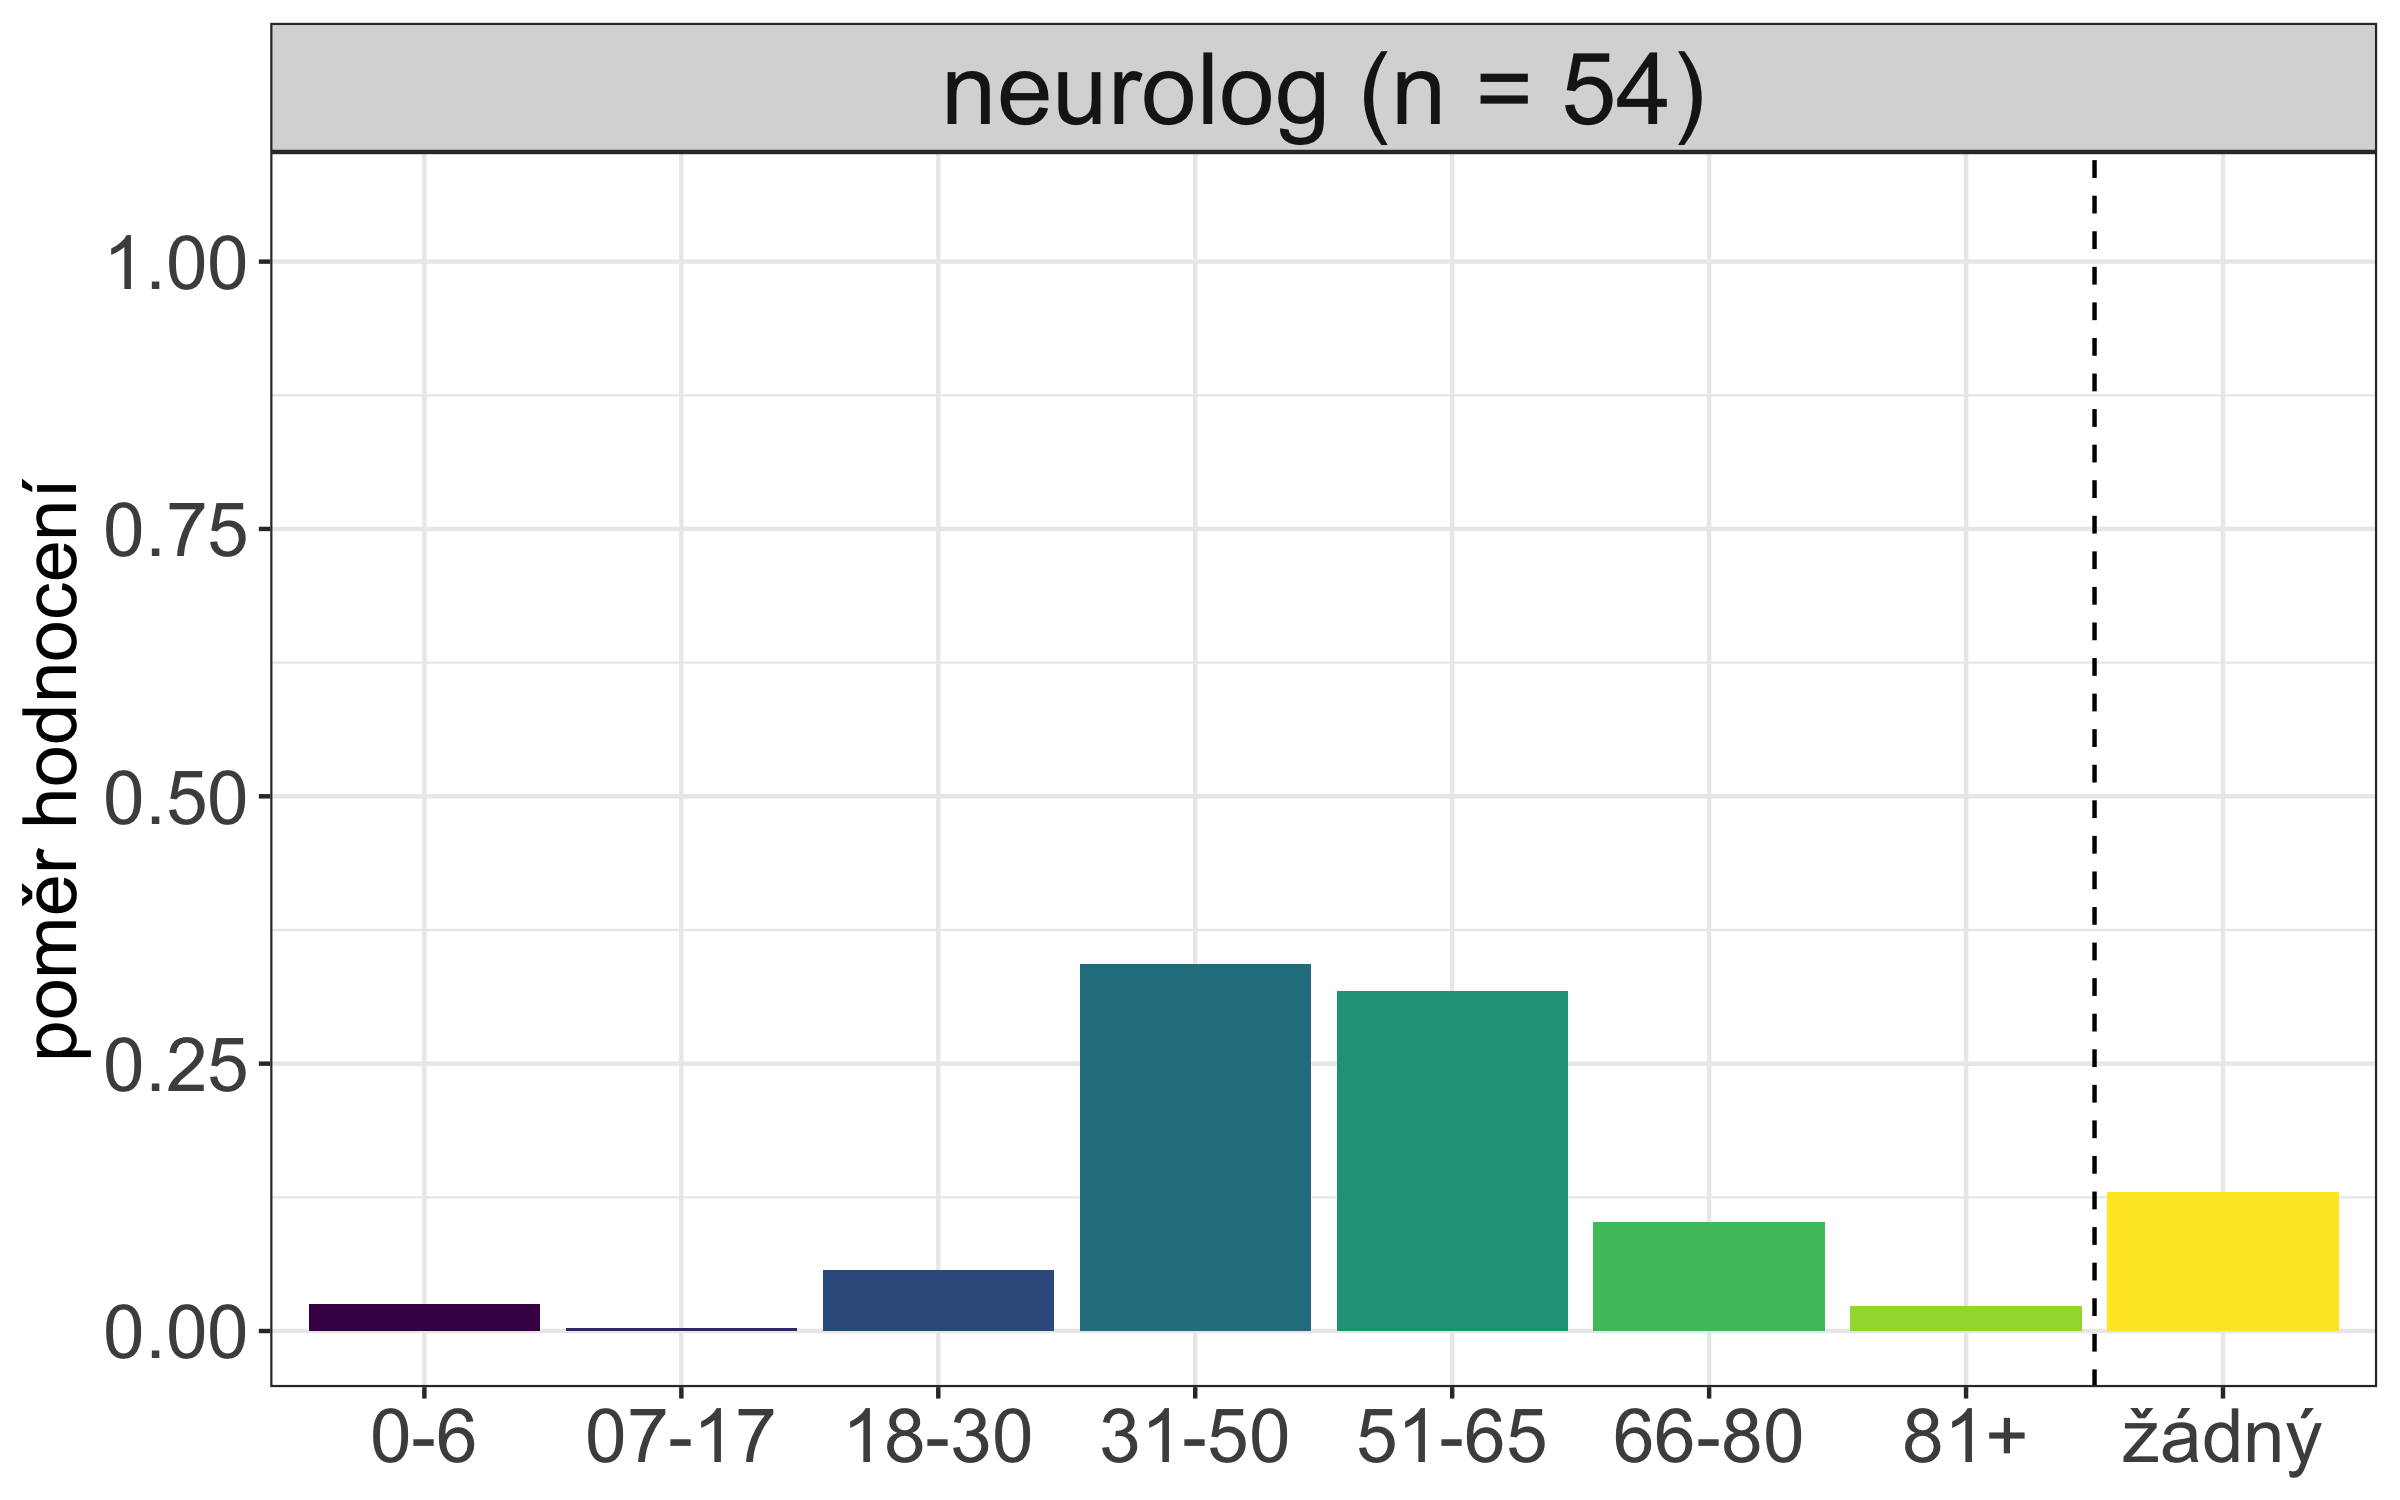 neurolog (n = 54)
poměr hodnocení
1.00
0.75
0.50
0.25
0.00
0-6 07-17 18-30 31-50 51-65 66-80 81+ žádný